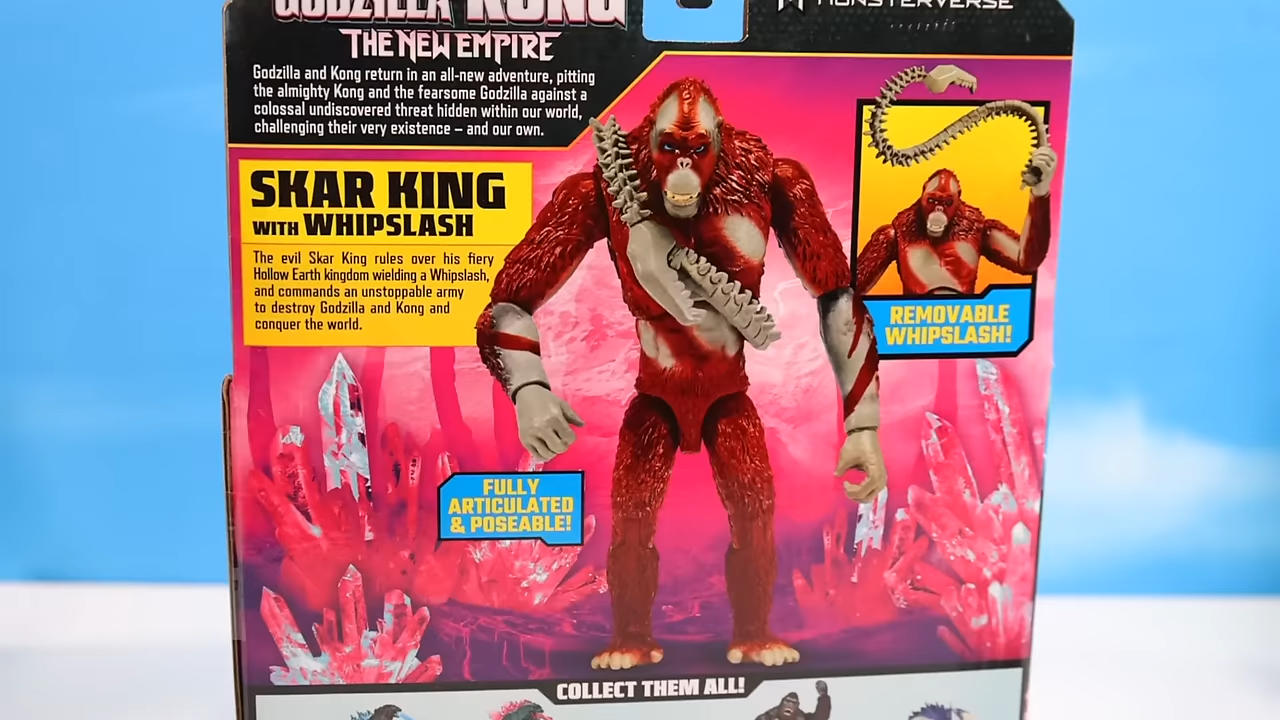 GODZILLA KONG
MONSTERVERSE
THE NEW EMPIRE
Godzilla and Kong return in an all-new adventure, pitting
the almighty Kong and the fearsome Godzilla against a
colossal undiscovered threat hidden within our world,
challenging their very existence – and our own.
SKAR KING
WITH WHIPSLASH
The evil Skar King rules over his fiery
Hollow Earth kingdom wielding a Whipslash,
and commands an unstoppable army
to destroy Godzilla and Kong and
conquer the world.
REMOVABLE
WHIPSLASH!
FULLY
ARTICULATED
& POSEABLE!
COLLECT THEM ALL!